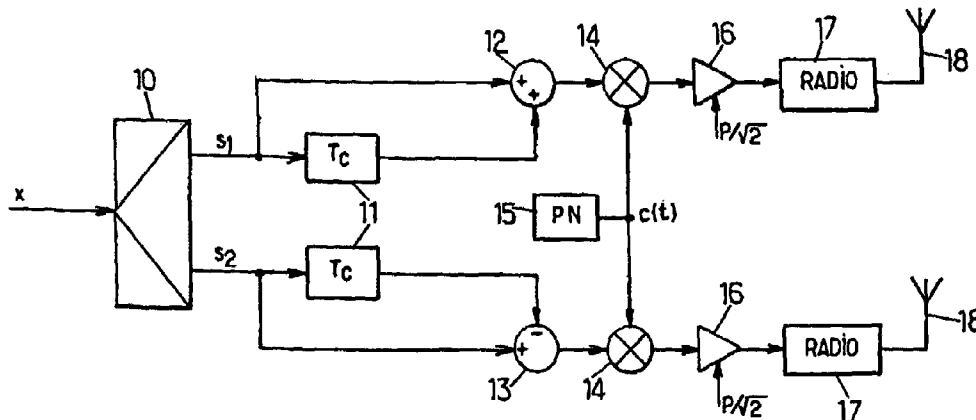 10
x
s1
s2
TC
11
TC
12
+
+
14
16
P/√2
17
RADIO
18
15
PN
c(t)
-
+
13
14
16
P/√2
RADIO
17
18